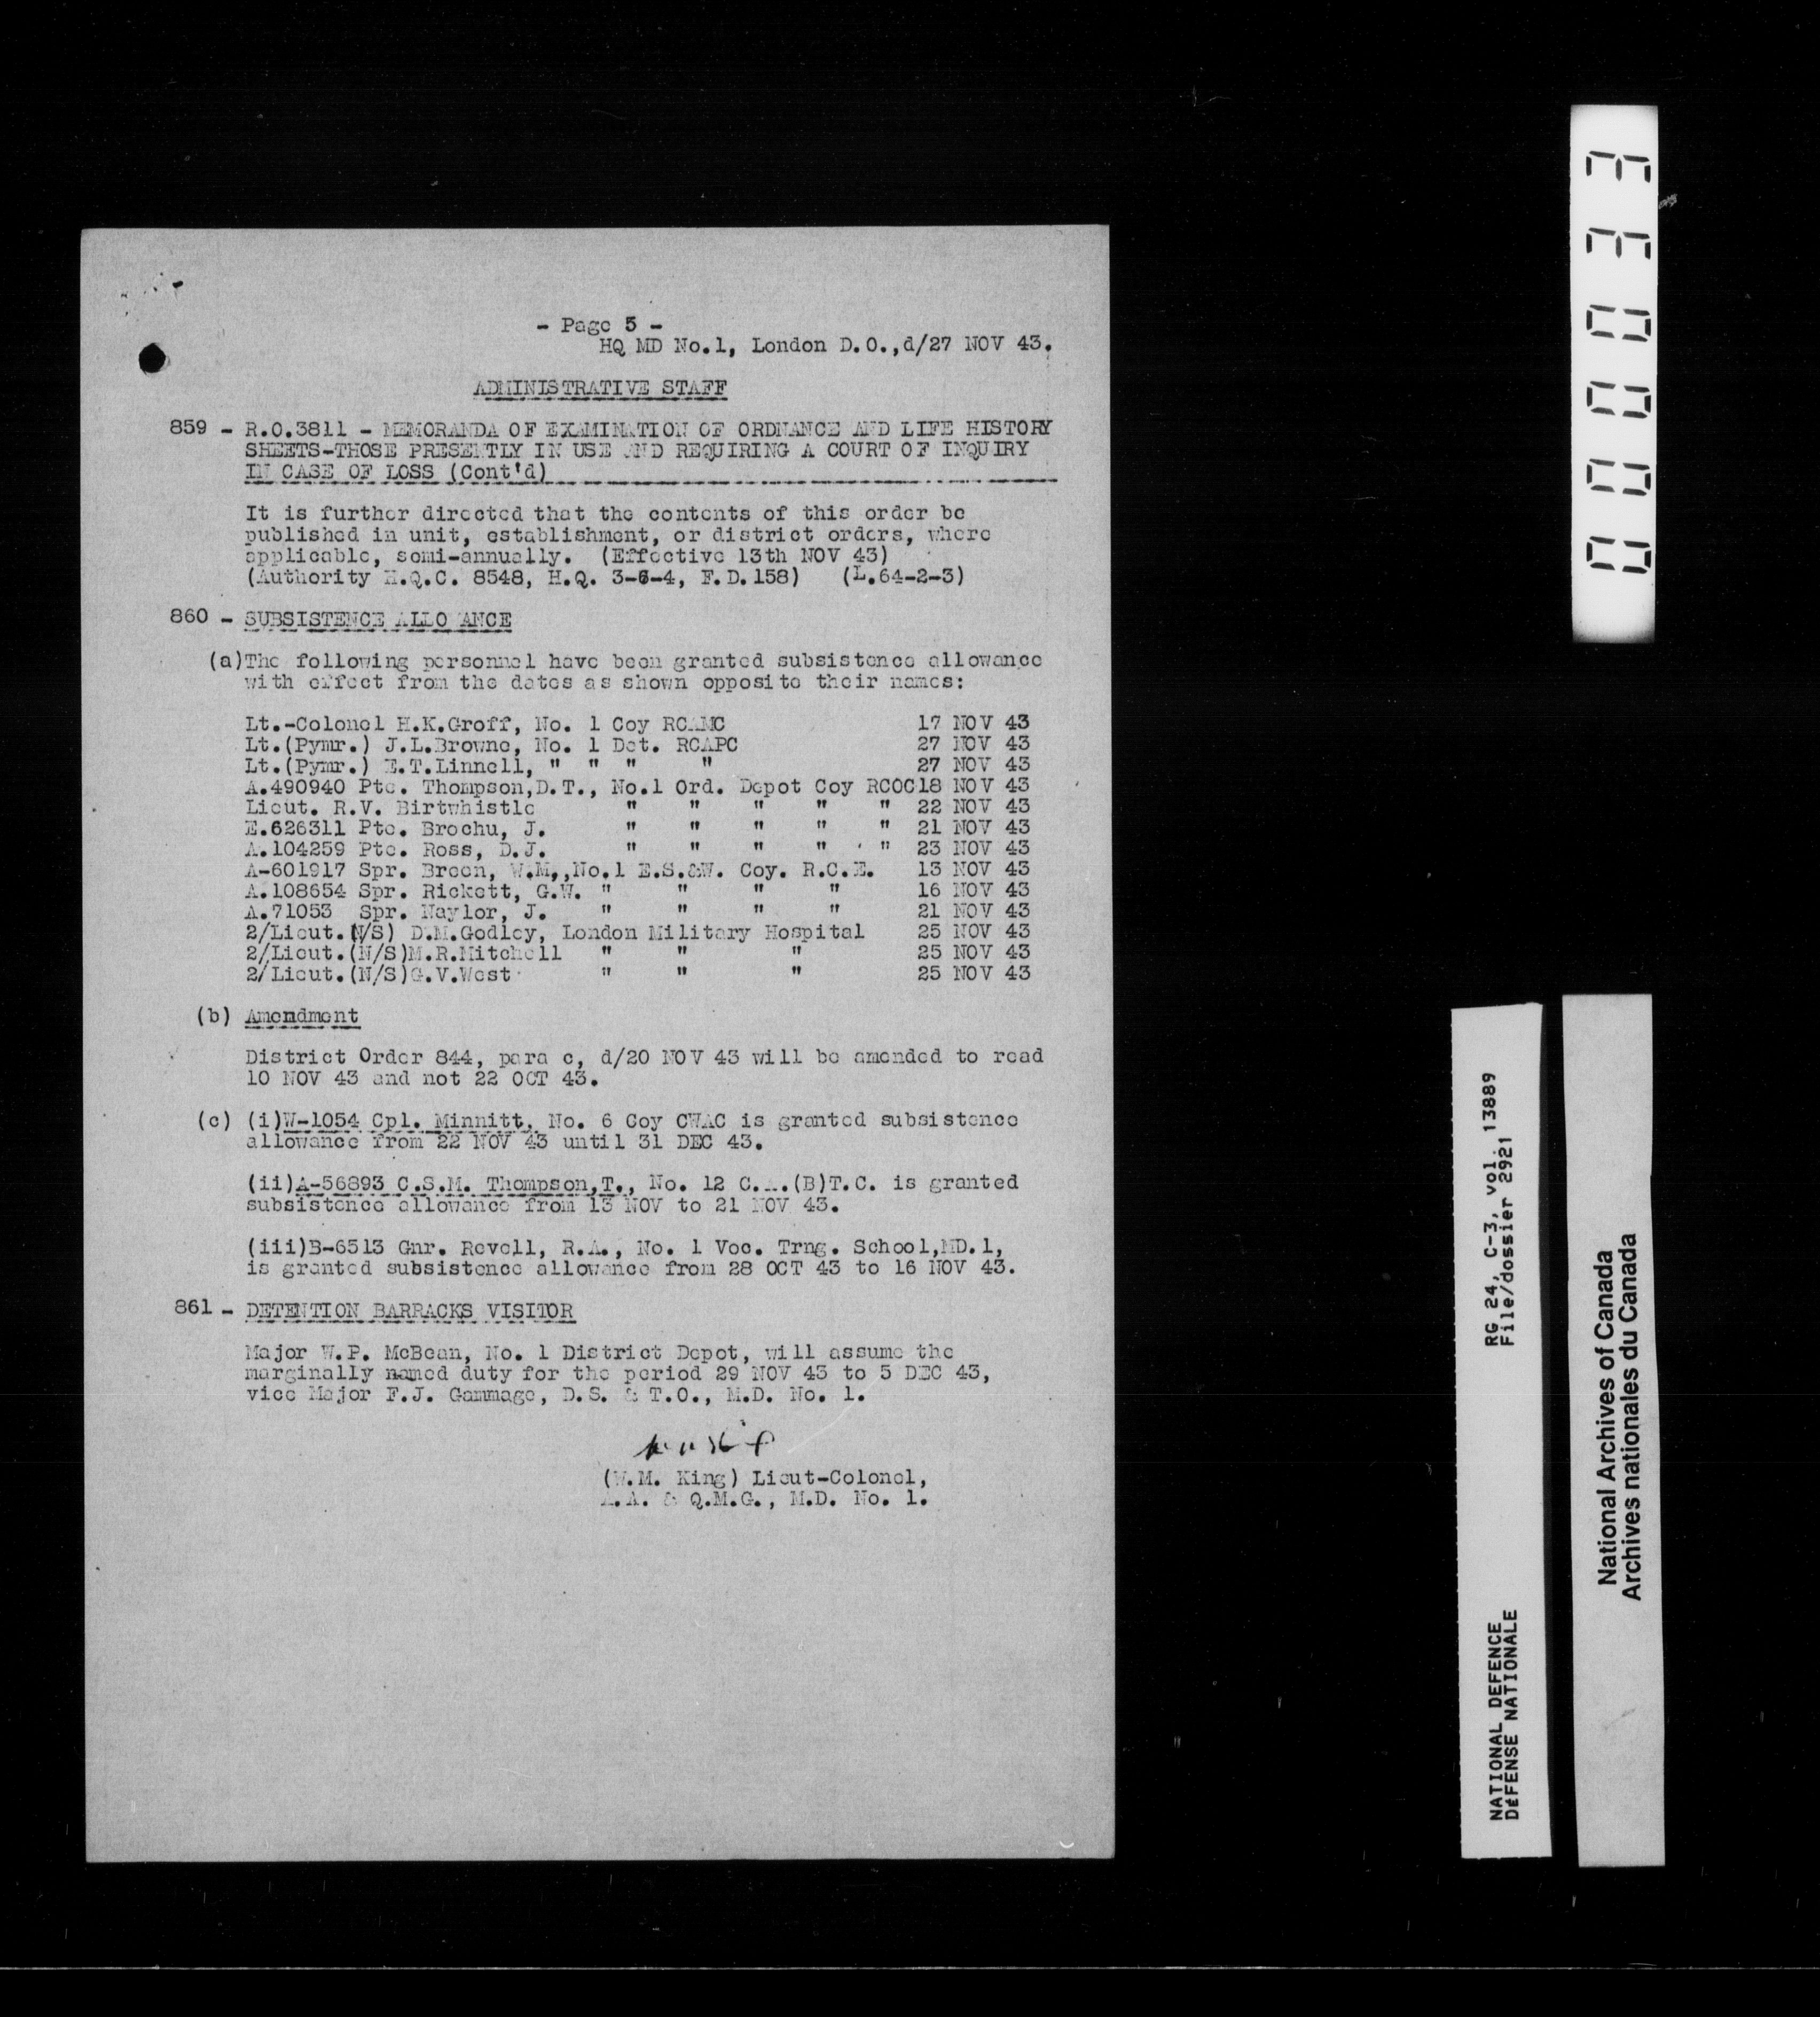 - Page 5 -
HQ MD No.1, London D.O.,d/27 NOV 43.
ADMINISTRATIVE STAFF
859 - R.O.3811 - MEMORANDA OF EXAMINATION OF ORDNANCE AND LIFE HISTORY
SHEETS-THOSE PRESENTLY IN USE AND REQUIRING A COURT OF INQUIRY
IN CASE OF LOSS (Cont'd)
It is further directed that the contents of this order be
published in unit, establishment, or district orders, where
applicable, semi-annually. (Effective 13th NOV 43)
(Authority H.Q.C. 8548, H.Q. 3-6-4, F.D.158) (L.64-2-3)
860 - SUBSISTENCE ALLO ANCE
(a)The following personnel have been granted subsistence allowance
with effect from the dates as shown opposite their names:
Lt.-Colonel H.K.Groff, No. 1 Coy RCAMC 17 NOV 43
Lt.(Pymr.) J.L.Browne, No. 1 Det. RCAPC 27 NOV 43
Lt.(Pymr.) E.T.Linnell, " " " " 27 NOV 43
A.490940 Pte. Thompson,D.T., No.1 Ord. Depot Coy RCOC18 NOV 43
Lieut. R.V. Birtwhistle " " " " " 22 NOV 43
E.626311 Pte. Brochu, J. " " " " " 21 NOV 43
A.104259 Pte. Ross, D.J. " " " " " 23 NOV 43
A-601917 Spr. Breen, W.M,,No.1 E.S.&W. Coy. R.C.E. 13 NOV 43
A.108654 Spr. Rickett, G.W. " " " " 16 NOV 43
A.71053 Spr. Naylor, J. " " " " 21 NOV 43
2/Lieut.(N/S) D.M.Godley, London Military Hospital 25 NOV 43
2/Lieut.(N/S)M.R.Mitchell " " " 25 NOV 43
2/Lieut.(N/S)G.V.West " " " 25 NOV 43
(b) Amendment
District Order 844, para c, d/20 NOV 43 will be amended to read
10 NOV 43 and not 22 OCT 43.
(c) (i)W-1054 Cpl. Minnitt, No. 6 Coy CWAC is granted subsistence
allowance from 22 NOV 43 until 31 DEC 43.
(ii)A-56893 C.S.M. Thompson,T., No. 12 C.A.(B)T.C. is granted
subsistence allowance from 13 NOV to 21 NOV 43.
(iii)B-6513 Gnr. Revell, R.A., No. 1 Voc. Trng. School,MD.1,
is granted subsistence allowance from 28 OCT 43 to 16 NOV 43.
861 - DETENTION BARRACKS VISITOR
Major W.P. McBean, No. 1 District Depot, will assume the
marginally named duty for the period 29 NOV 43 to 5 DEC 43,
vice Major F.J. Gammage, D.S. & T.O., M.D. No. 1.
(W.M. King) Lieut-Colonel,
A.A. & Q.M.G., M.D. No. 1.
000033
NATIONAL DEFENCE RG 24, C-3, vol. 13889
DÉFENSE NATIONALE File/dossier 2921
National Archives of Canada
Archives nationales du Canada